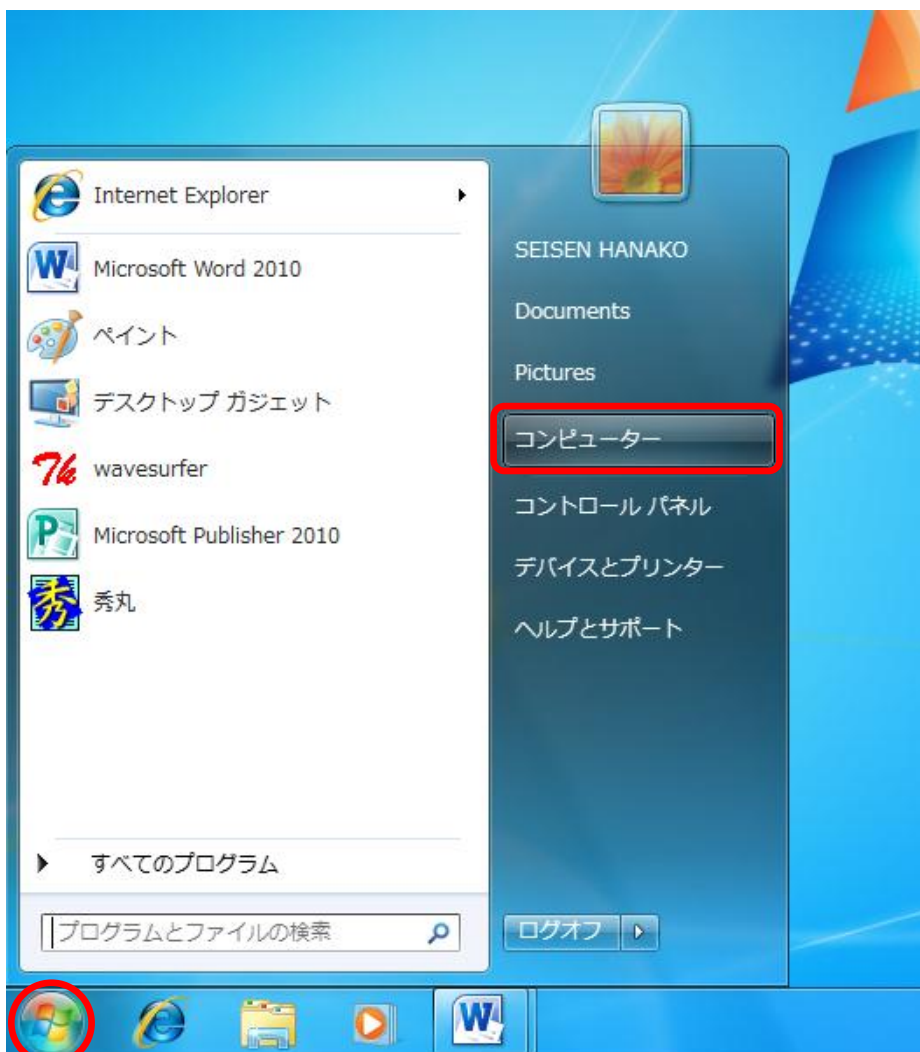 Internet Explorer
Microsoft Word 2010
ペイント
デスクトップ ガジェット
wavesurfer
Microsoft Publisher 2010
秀丸
すべてのプログラム
プログラムとファイルの検索
SEISEN HANAKO
Documents
Pictures
コンピューター
コントロール パネル
デバイスとプリンター
ヘルプとサポート
ログオフ